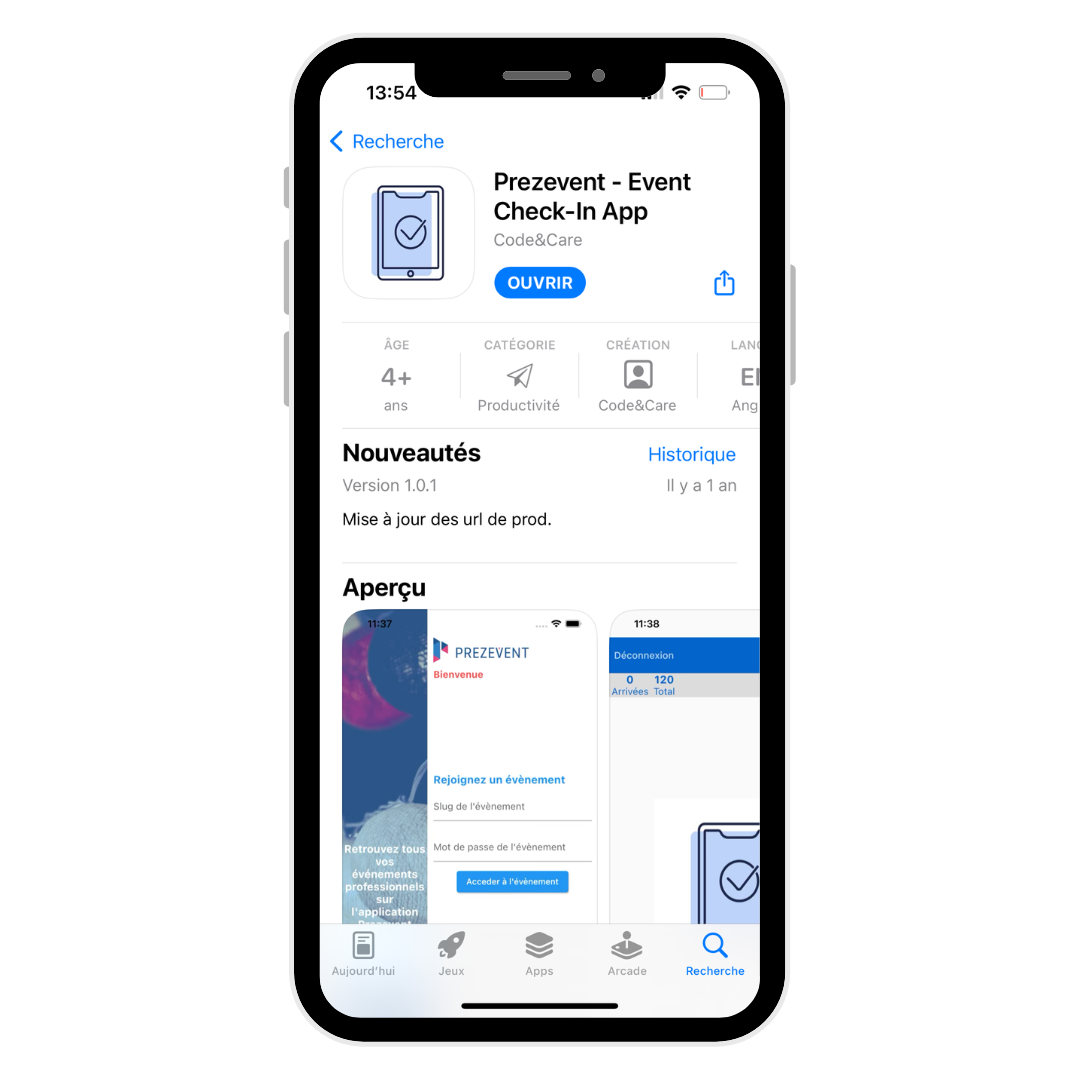 13:54
Recherche
Prezevent - Event
Check-In App
Code&Care
OUVRIR
ÂGE
4+
ans
CATÉGORIE
Productivité
CRÉATION
Code&Care
LANG
EN
Ang
Nouveautés
Historique
Version 1.0.1
Il y a 1 an
Mise à jour des url de prod.
Aperçu
11:37
PREZEVENT
Bienvenue
Rejoignez un évènement
Slug de l'évènement
Mot de passe de l'évènement
Acceder à l'évènement
Retrouvez tous
vos
événements
professionnels
sur
l'application
Prezevent
11:38
Déconnexion
0 120
Arrivées Total
Aujourd'hui
Jeux
Apps
Arcade
Recherche